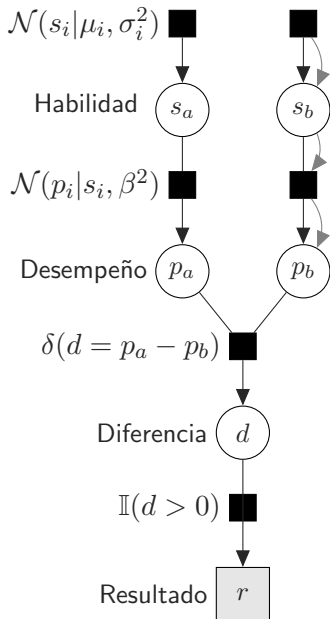 𝒩(s_i|μ_i, σ_i^2)
Habilidad s_a s_b
𝒩(p_i|s_i, β^2)
Desempeño p_a p_b
δ(d = p_a − p_b)
Diferencia d
𝕀(d > 0)
Resultado r